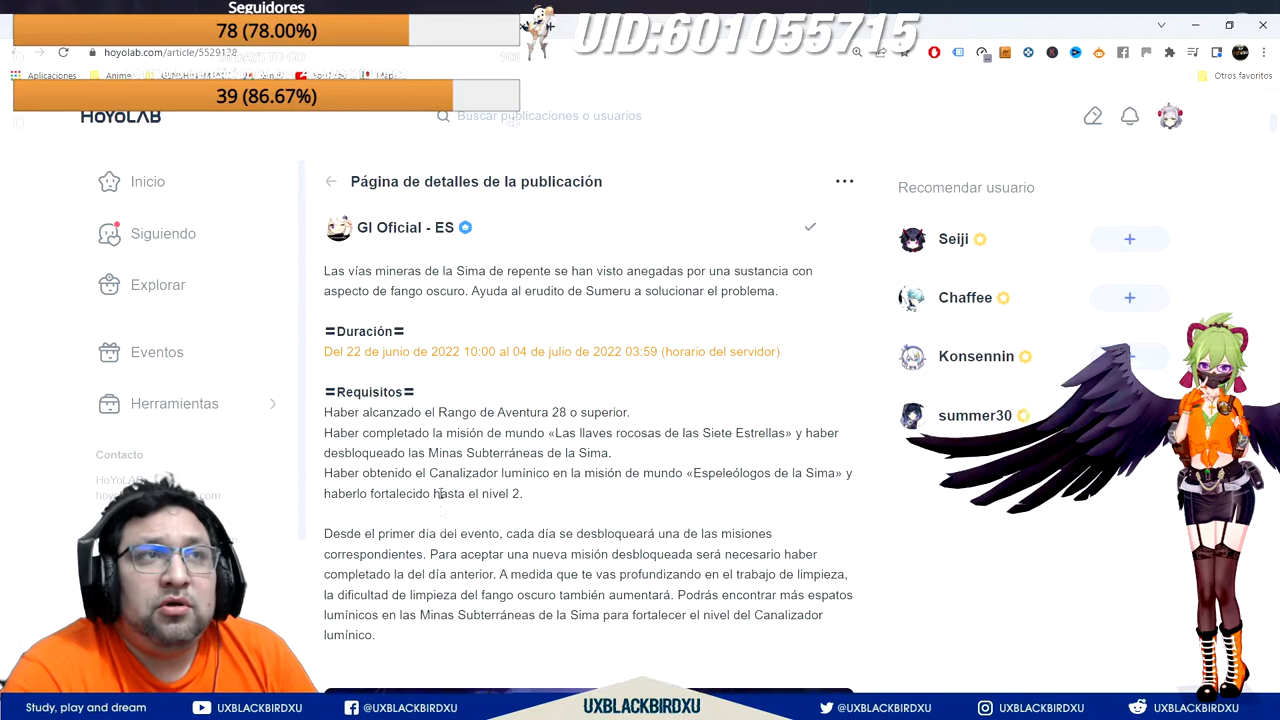 Seguidores
78 (78.00%)
UID:601055715
hoyolab.com/article/5529138
Aplicaciones
Anime
Otros favoritos
39 (86.67%)
HoYoLAB
Buscar publicaciones o usuarios
Inicio
Siguiendo
Explorar
Eventos
Herramientas
Contacto
Página de detalles de la publicación
GI Oficial - ES
Las vías mineras de la Sima de repente se han visto anegadas por una sustancia con
aspecto de fango oscuro. Ayuda al erudito de Sumeru a solucionar el problema.
〓Duración〓
Del 22 de junio de 2022 10:00 al 04 de julio de 2022 03:59 (horario del servidor)
〓Requisitos〓
Haber alcanzado el Rango de Aventura 28 o superior.
Haber completado la misión de mundo «Las llaves rocosas de las Siete Estrellas» y haber
desbloqueado las Minas Subterráneas de la Sima.
Haber obtenido el Canalizador lumínico en la misión de mundo «Espeleólogos de la Sima» y
haberlo fortalecido hasta el nivel 2.
Desde el primer día del evento, cada día se desbloqueará una de las misiones
correspondientes. Para aceptar una nueva misión desbloqueada será necesario haber
completado la del día anterior. A medida que te vas profundizando en el trabajo de limpieza,
la dificultad de limpieza del fango oscuro también aumentará. Podrás encontrar más espatos
lumínicos en las Minas Subterráneas de la Sima para fortalecer el nivel del Canalizador
lumínico.
Recomendar usuario
Seiji
Chaffee
Konsennin
summer30
Study, play and dream
UXBLACKBIRDXU
@UXBLACKBIRDXU
UXBLACKBIRDXU
@UXBLACKBIRDXU
UXBLACKBIRDXU
UXBLACKBIRDXU